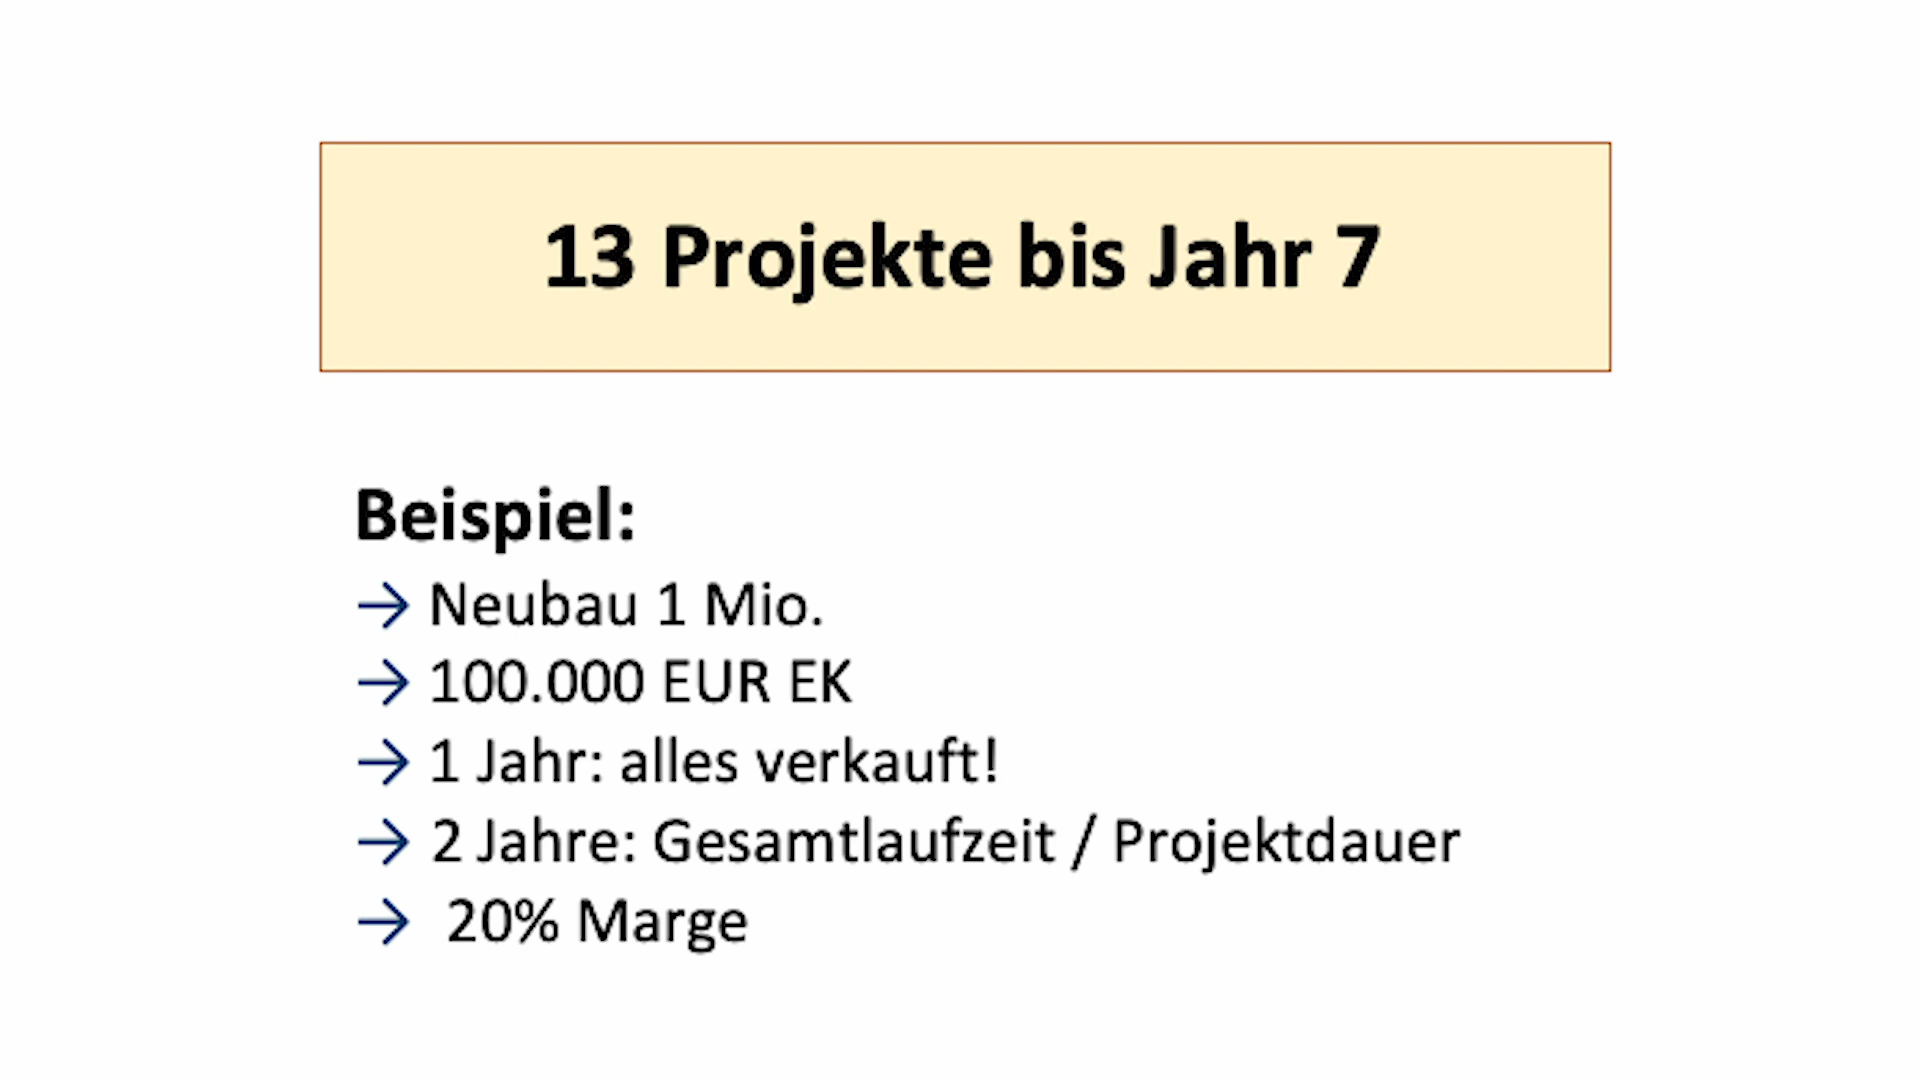 13 Projekte bis Jahr 7
Beispiel:
→ Neubau 1 Mio.
→ 100.000 EUR EK
→ 1 Jahr: alles verkauft!
→ 2 Jahre: Gesamtlaufzeit / Projektdauer
→ 20% Marge